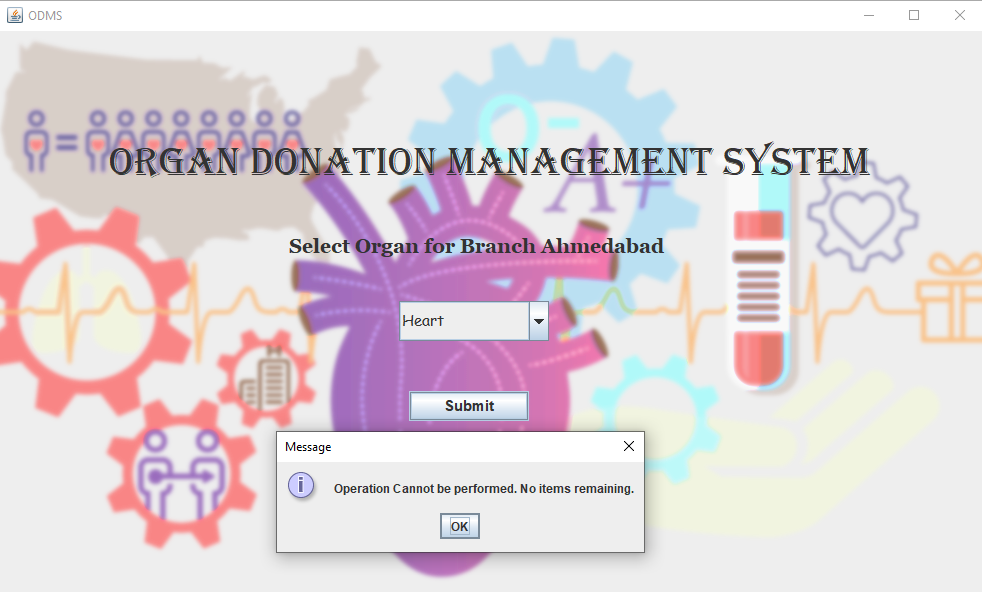 ODMS
ORGAN DONATION MANAGEMENT SYSTEM
A+
Select Organ for Branch Ahmedabad
Heart
Submit
Message
Operation Cannot be performed. No items remaining.
OK